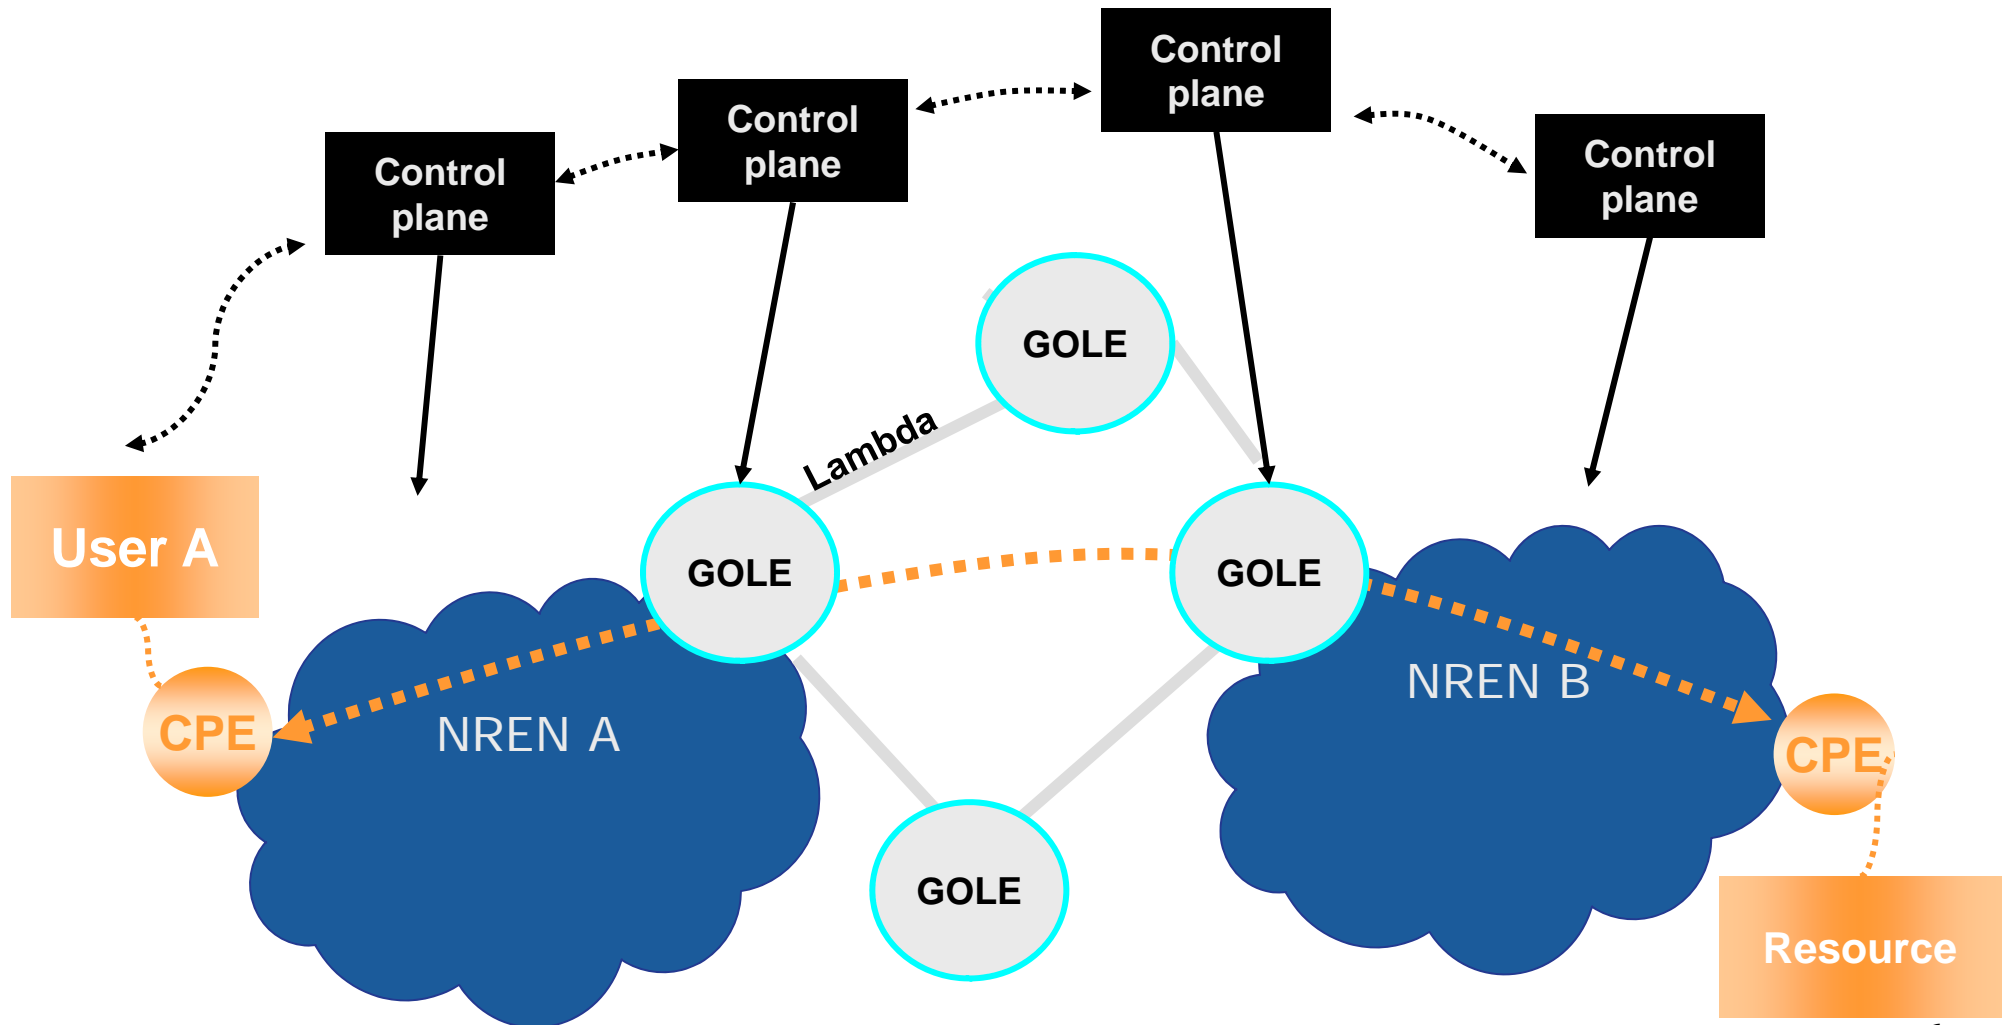 Control
plane
Control
plane
Control
plane
Control
plane
GOLE
Lambda
User A
GOLE
GOLE
NREN B
CPE
NREN A
CPE
GOLE
Resource